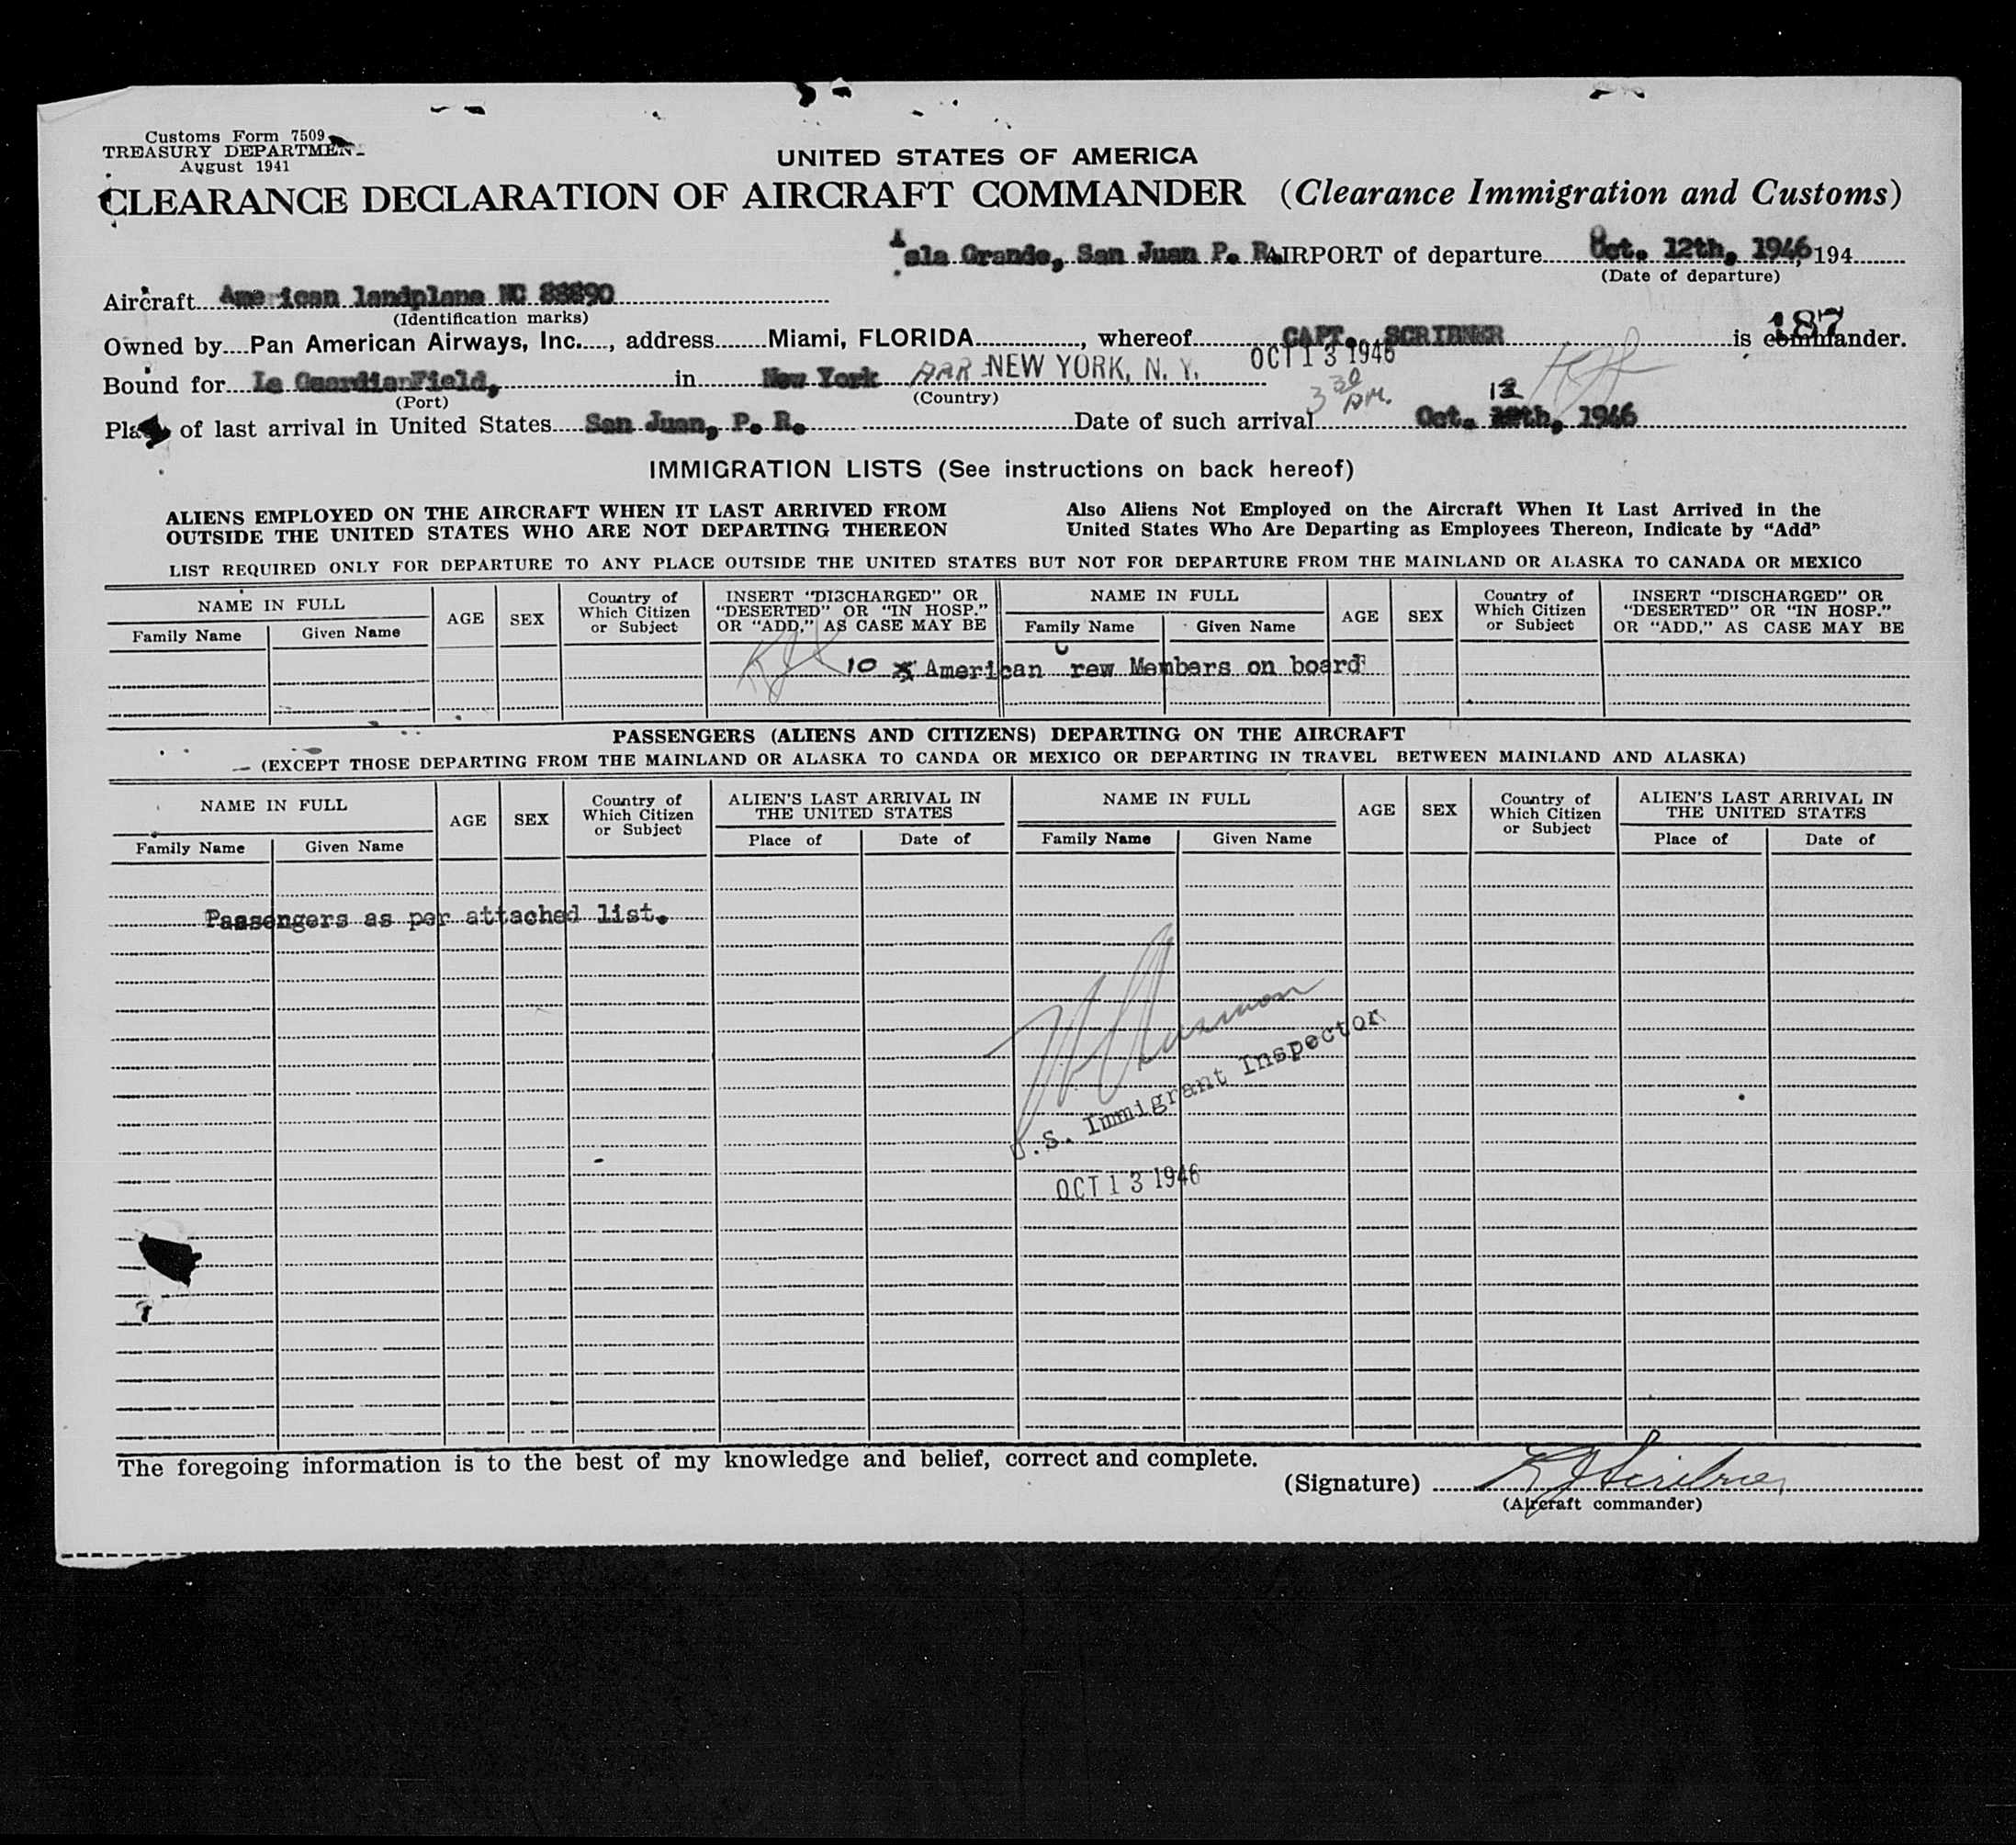 Customs Form 7509
TREASURY DEPARTMENT
August 1941
UNITED STATES OF AMERICA
CLEARANCE DECLARATION OF AIRCRAFT COMMANDER (Clearance Immigration and Customs)
Isla Grande, San Juan P. R. AIRPORT of departure Oct. 12th, 1946, 194
(Date of departure)
Aircraft American landplane NC 88890
(Identification marks)
187
Owned by Pan American Airways, Inc., address Miami, FLORIDA, whereof CAPT. SCRIBNER is commander.
OCT 13 1946
Bound for La Guardian Field, in New York ARR NEW YORK, N. Y.
(Port) (Country)
3 30 P.M.
13
Place of last arrival in United States San Juan, P. R. Date of such arrival Oct. 12th, 1946
IMMIGRATION LISTS (See instructions on back hereof)
ALIENS EMPLOYED ON THE AIRCRAFT WHEN IT LAST ARRIVED FROM
OUTSIDE THE UNITED STATES WHO ARE NOT DEPARTING THEREON
Also Aliens Not Employed on the Aircraft When It Last Arrived in the
United States Who Are Departing as Employees Thereon, Indicate by "Add"
LIST REQUIRED ONLY FOR DEPARTURE TO ANY PLACE OUTSIDE THE UNITED STATES BUT NOT FOR DEPARTURE FROM THE MAINLAND OR ALASKA TO CANADA OR MEXICO
NAME IN FULL
Family Name Given Name
AGE
SEX
Country of
Which Citizen
or Subject
INSERT "DISCHARGED" OR
"DESERTED" OR "IN HOSP."
OR "ADD," AS CASE MAY BE
NAME IN FULL
Family Name Given Name
AGE
SEX
Country of
Which Citizen
or Subject
INSERT "DISCHARGED" OR
"DESERTED" OR "IN HOSP."
OR "ADD," AS CASE MAY BE
10 American Crew Members on board
PASSENGERS (ALIENS AND CITIZENS) DEPARTING ON THE AIRCRAFT
(EXCEPT THOSE DEPARTING FROM THE MAINLAND OR ALASKA TO CANDA OR MEXICO OR DEPARTING IN TRAVEL BETWEEN MAINLAND AND ALASKA)
NAME IN FULL
Family Name Given Name
AGE
SEX
Country of
Which Citizen
or Subject
ALIEN'S LAST ARRIVAL IN
THE UNITED STATES
Place of Date of
NAME IN FULL
Family Name Given Name
AGE
SEX
Country of
Which Citizen
or Subject
ALIEN'S LAST ARRIVAL IN
THE UNITED STATES
Place of Date of
Passengers as per attached list.
U.S. Immigrant Inspector
OCT 13 1946
The foregoing information is to the best of my knowledge and belief, correct and complete.
(Signature) Scribner
(Aircraft commander)